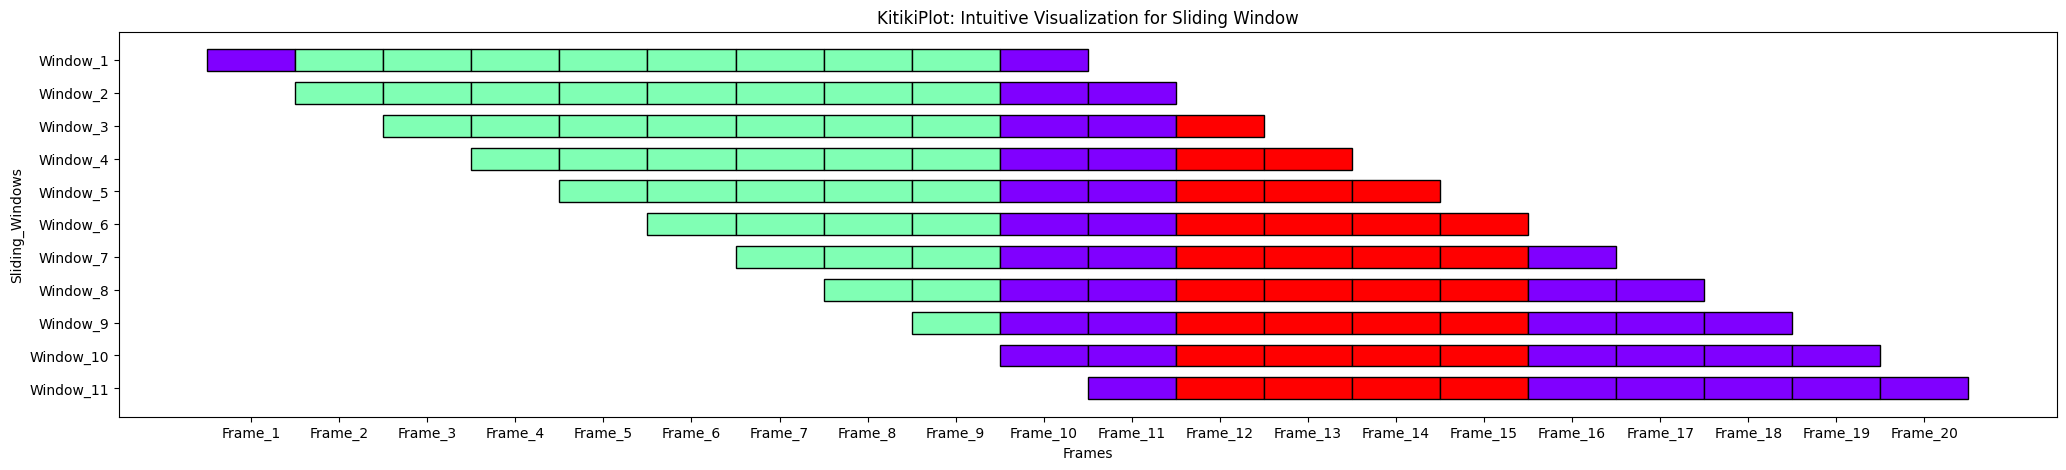 KitikiPlot: Intuitive Visualization for Sliding Window
Sliding_Windows
Window_1
Window_2
Window_3
Window_4
Window_5
Window_6
Window_7
Window_8
Window_9
Window_10
Window_11
Frame_1 Frame_2 Frame_3 Frame_4 Frame_5 Frame_6 Frame_7 Frame_8 Frame_9 Frame_10 Frame_11 Frame_12 Frame_13 Frame_14 Frame_15 Frame_16 Frame_17 Frame_18 Frame_19 Frame_20
Frames